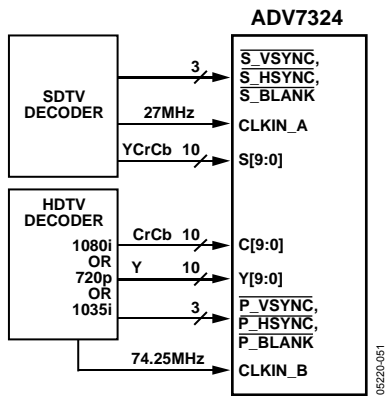 ADV7324
SDTV
DECODER
3
S_VSYNC,
S_HSYNC,
S_BLANK
27MHz
CLKIN_A
YCrCb 10
S[9:0]
HDTV
DECODER
1080i
OR
720p
OR
1035i
CrCb 10
C[9:0]
Y 10
Y[9:0]
3
P_VSYNC,
P_HSYNC,
P_BLANK
74.25MHz
CLKIN_B
05220-051